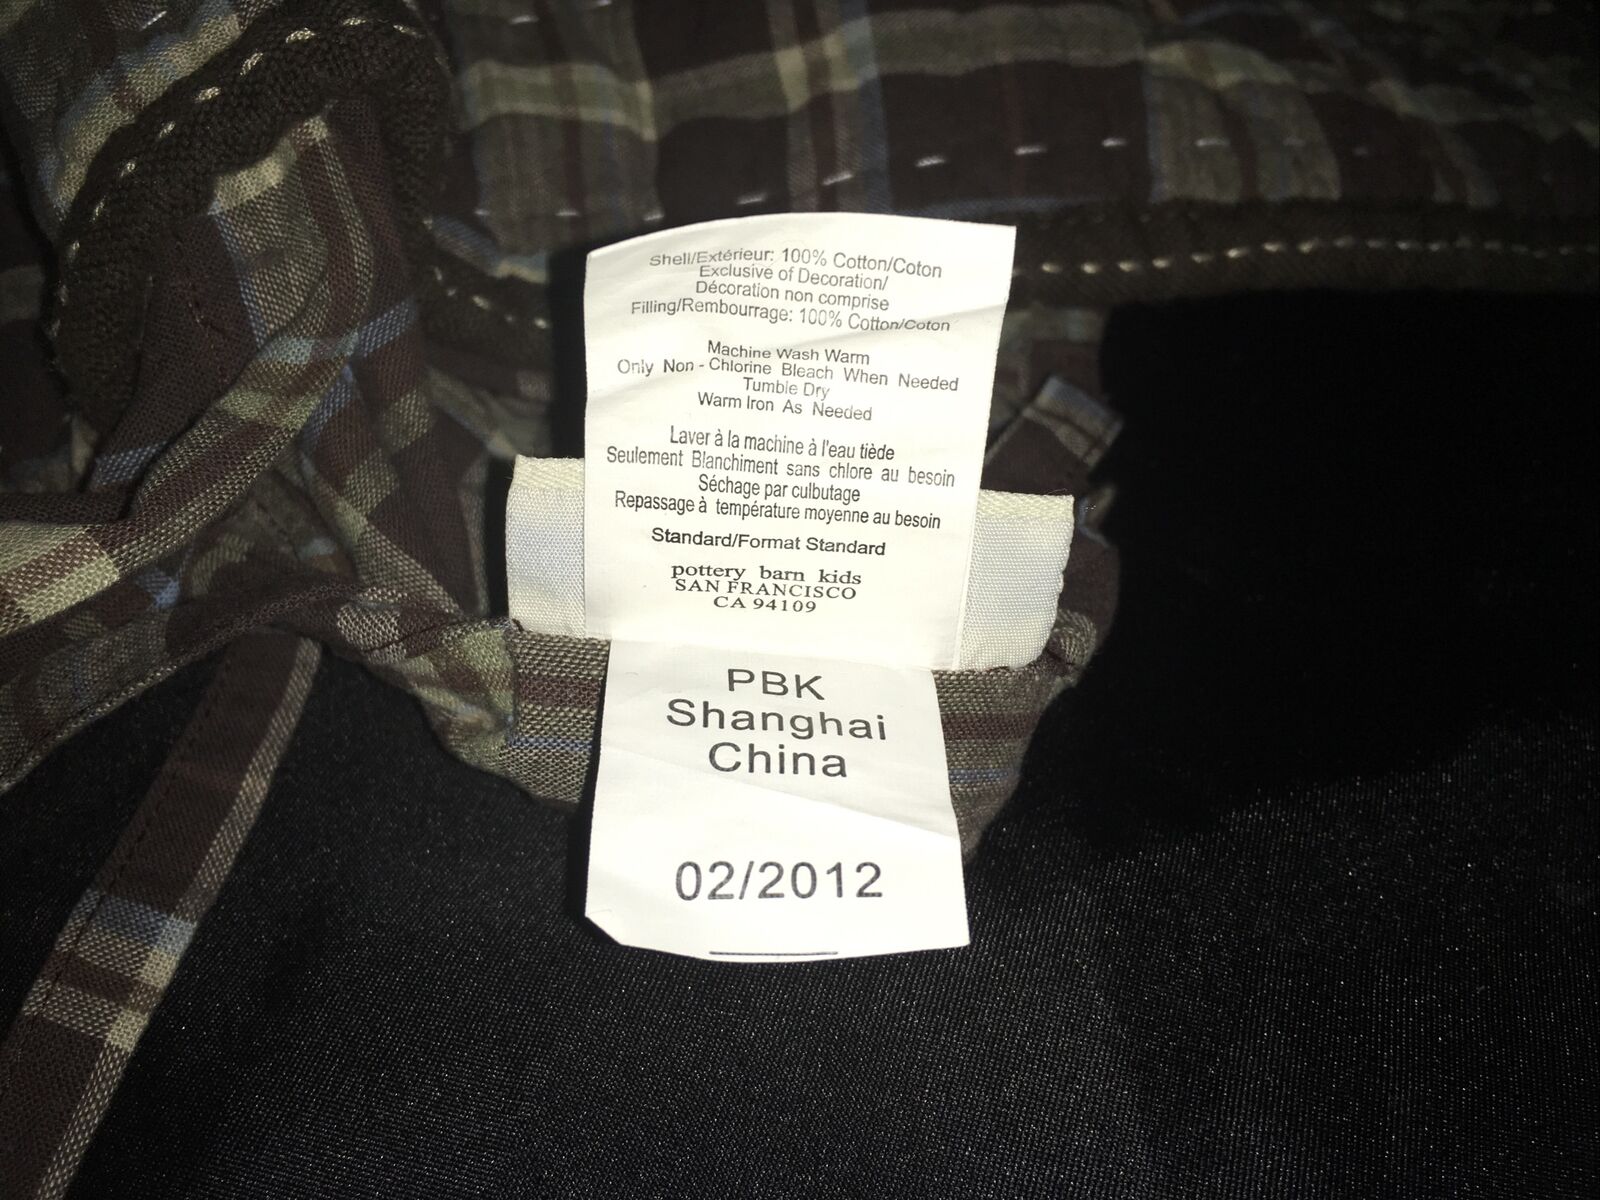 Shell/Extérieur: 100% Cotton/Coton
Exclusive of Decoration/
Décoration non comprise
Filling/Rembourrage: 100% Cotton/Coton
Machine Wash Warm
Only Non - Chlorine Bleach When Needed
Tumble Dry
Warm Iron As Needed
Laver à la machine à l'eau tiède
Seulement Blanchiment sans chlore au besoin
Séchage par culbutage
Repassage à température moyenne au besoin
Standard/Format Standard
pottery barn kids
SAN FRANCISCO
CA 94109
PBK
Shanghai
China
02/2012